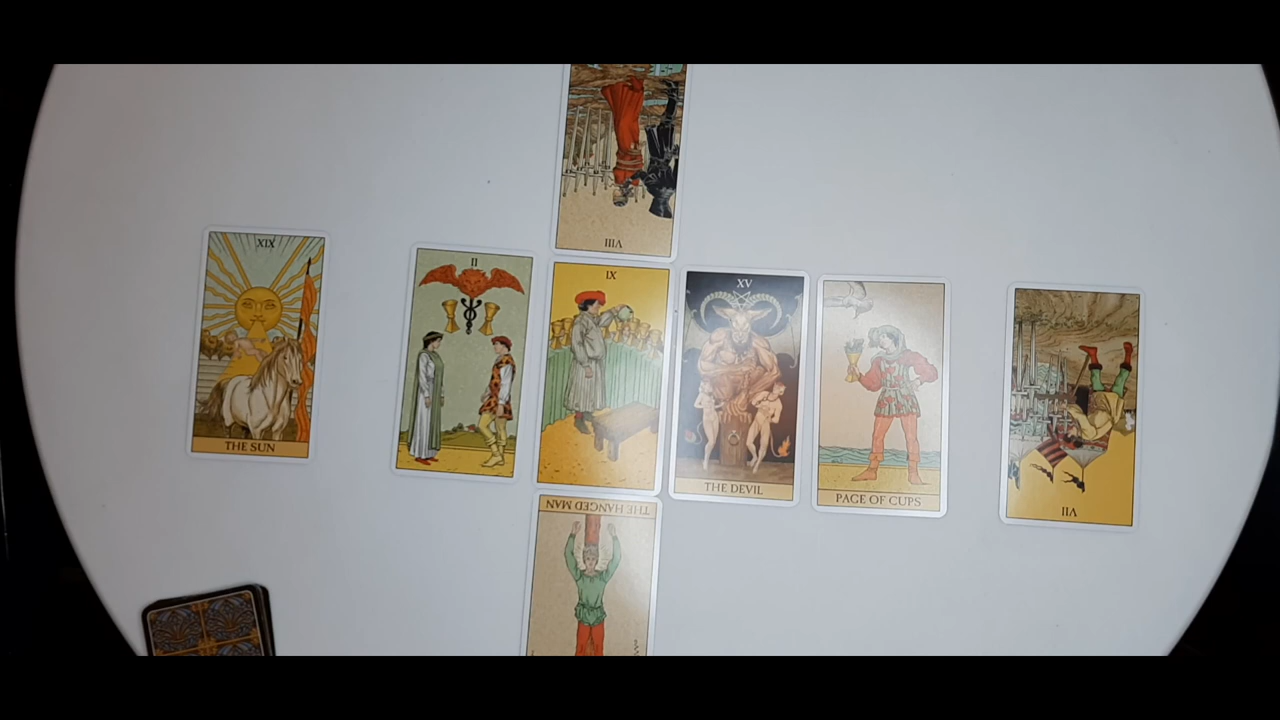 VIII
XIX
II
IX
XV
THE SUN
THE DEVIL
PAGE OF CUPS
VII
THE HANGED MAN